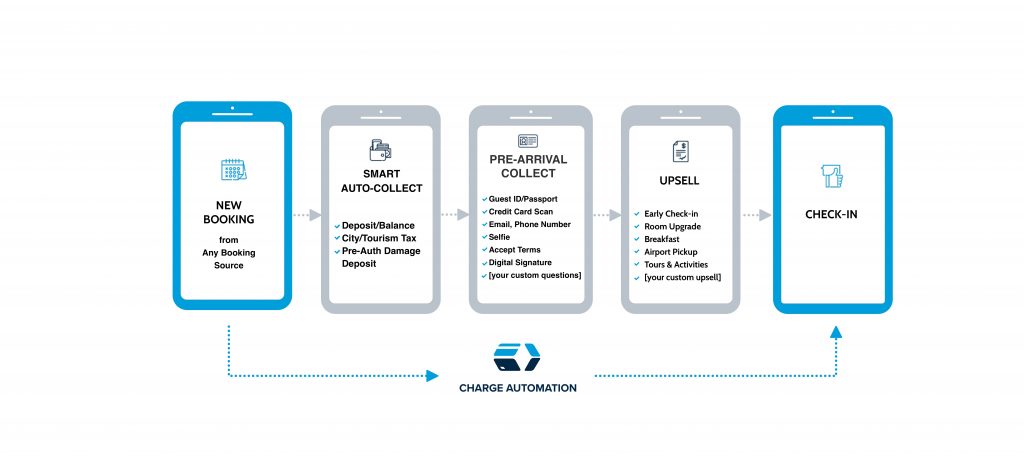 NEW
BOOKING
from
Any Booking
Source
SMART
AUTO-COLLECT
Deposit/Balance
City/Tourism Tax
Pre-Auth Damage
Deposit
PRE-ARRIVAL
COLLECT
Guest ID/Passport
Credit Card Scan
Email, Phone Number
Selfie
Accept Terms
Digital Signature
[your custom questions]
$
UPSELL
Early Check-in
Room Upgrade
Breakfast
Airport Pickup
Tours & Activities
[your custom upsell]
CHECK-IN
CHARGE AUTOMATION